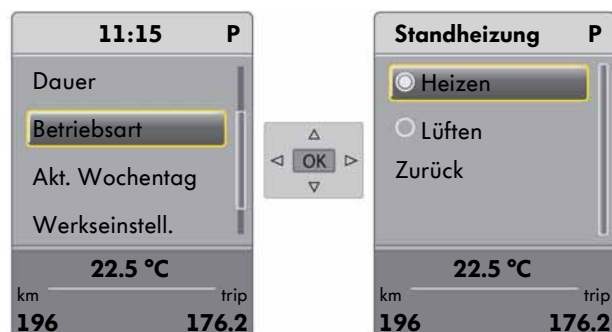 11:15 P
Dauer
Betriebsart
Akt. Wochentag
Werkseinstell.
22.5 °C
km trip
196 176.2
OK
Standheizung P
Heizen
Lüften
Zurück
22.5 °C
km trip
196 176.2